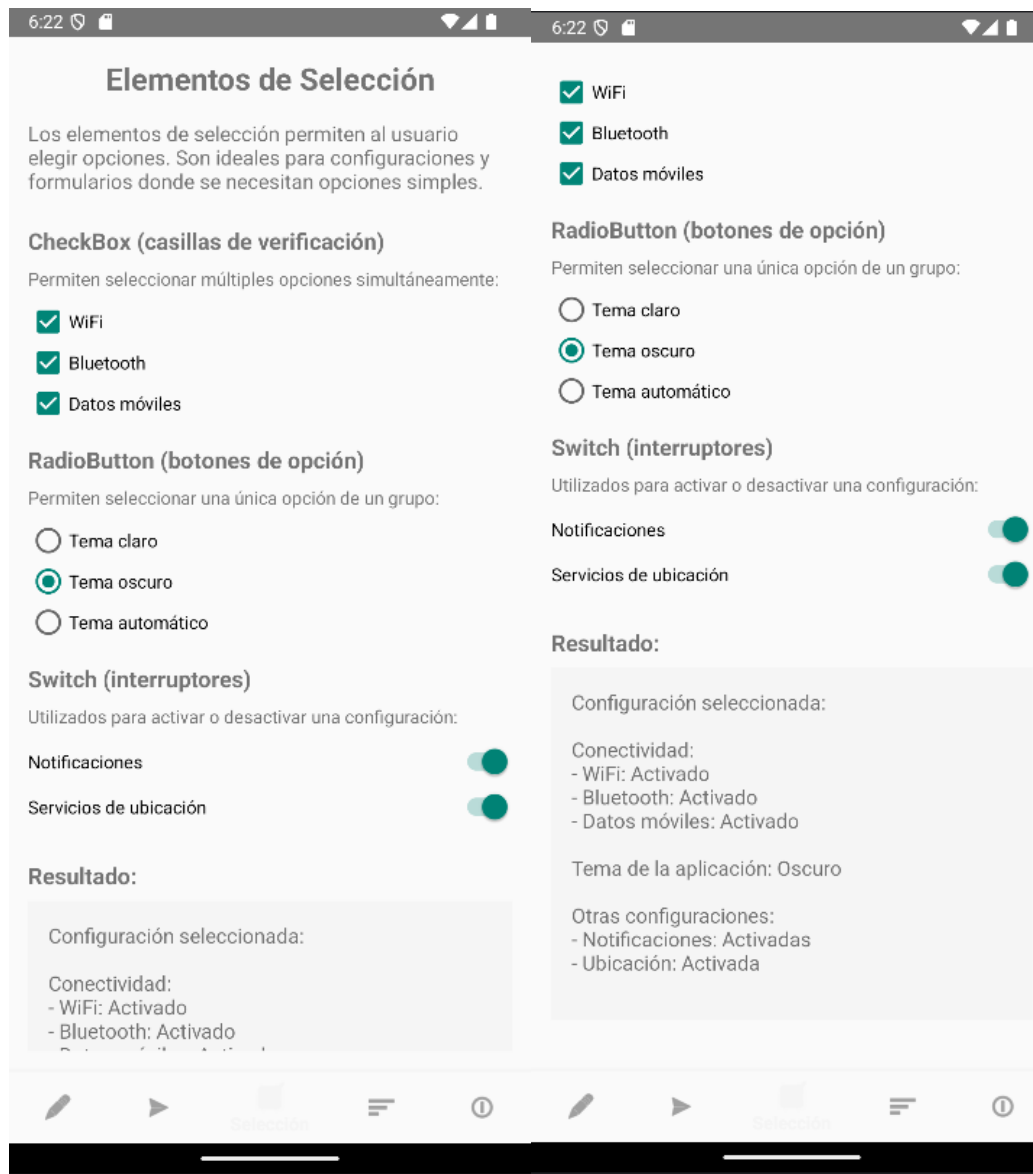 6:22
Elementos de Selección
Los elementos de selección permiten al usuario
elegir opciones. Son ideales para configuraciones y
formularios donde se necesitan opciones simples.
CheckBox (casillas de verificación)
Permiten seleccionar múltiples opciones simultáneamente:
WiFi
Bluetooth
Datos móviles
RadioButton (botones de opción)
Permiten seleccionar una única opción de un grupo:
Tema claro
Tema oscuro
Tema automático
Switch (interruptores)
Utilizados para activar o desactivar una configuración:
Notificaciones
Servicios de ubicación
Resultado:
Configuración seleccionada:
Conectividad:
- WiFi: Activado
- Bluetooth: Activado
Selección
6:22
WiFi
Bluetooth
Datos móviles
RadioButton (botones de opción)
Permiten seleccionar una única opción de un grupo:
Tema claro
Tema oscuro
Tema automático
Switch (interruptores)
Utilizados para activar o desactivar una configuración:
Notificaciones
Servicios de ubicación
Resultado:
Configuración seleccionada:
Conectividad:
- WiFi: Activado
- Bluetooth: Activado
- Datos móviles: Activado
Tema de la aplicación: Oscuro
Otras configuraciones:
- Notificaciones: Activadas
- Ubicación: Activada
Selección